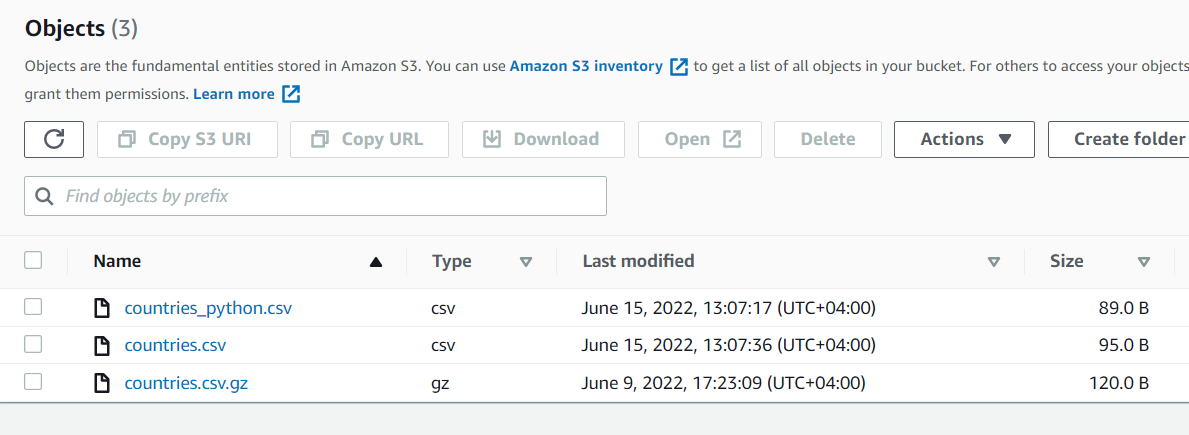 Objects (3)
Objects are the fundamental entities stored in Amazon S3. You can use Amazon S3 inventory to get a list of all objects in your bucket. For others to access your objects
grant them permissions. Learn more
Copy S3 URI Copy URL Download Open Delete Actions Create folder
Find objects by prefix
Name Type Last modified Size
countries_python.csv csv June 15, 2022, 13:07:17 (UTC+04:00) 89.0 B
countries.csv csv June 15, 2022, 13:07:36 (UTC+04:00) 95.0 B
countries.csv.gz gz June 9, 2022, 17:23:09 (UTC+04:00) 120.0 B